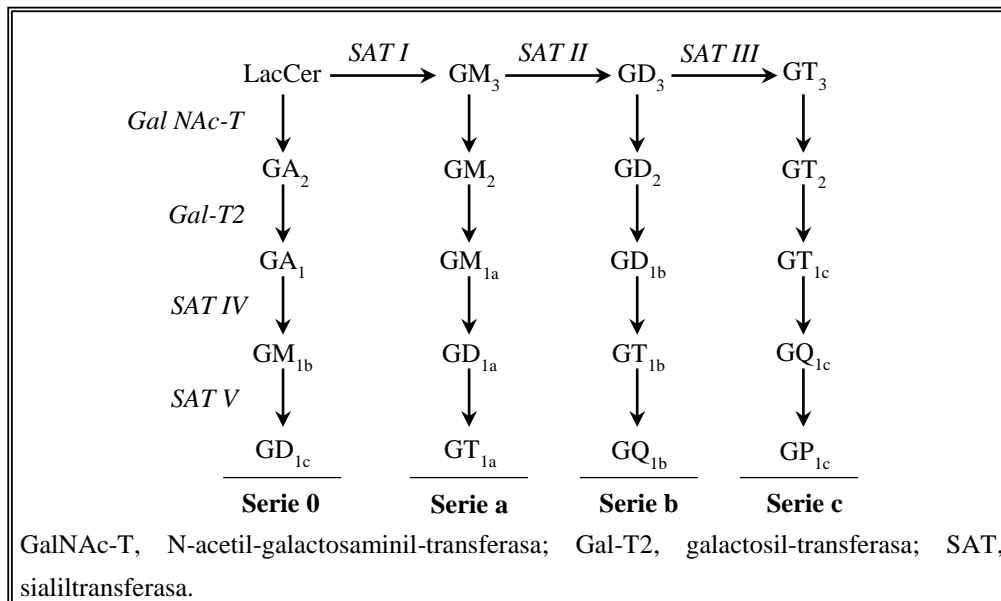 SAT I SAT II SAT III
LacCer GM₃ GD₃ GT₃
Gal NAc-T
GA₂ GM₂ GD₂ GT₂
Gal-T2
GA₁ GM₁ₐ GD₁b GT₁c
SAT IV
GM₁b GD₁ₐ GT₁b GQ₁c
SAT V
GD₁c GT₁ₐ GQ₁b GP₁c
Serie 0 Serie a Serie b Serie c
GalNAc-T, N-acetil-galactosaminil-transferasa; Gal-T2, galactosil-transferasa; SAT,
sialiltransferasa.